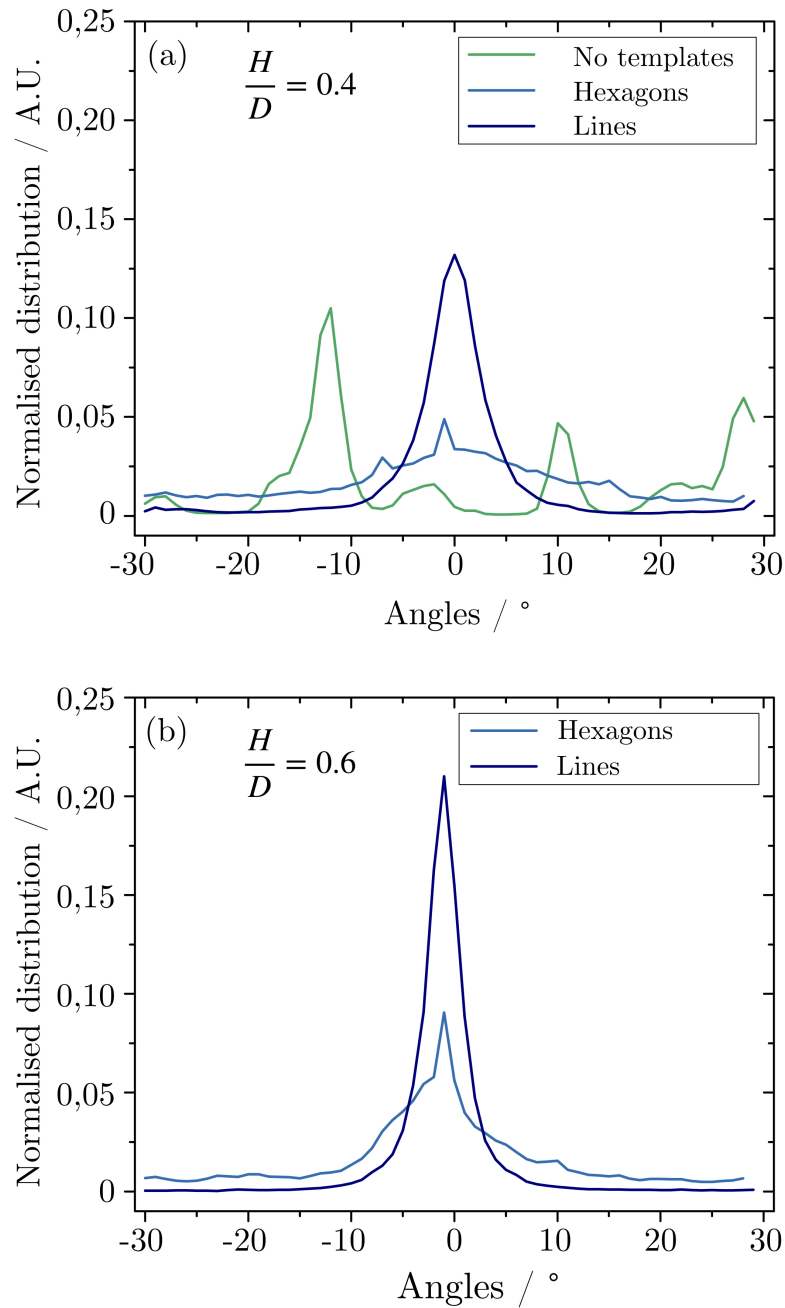 (a)
H/D = 0.4
No templates
Hexagons
Lines
Normalised distribution / A.U.
0,25
0,20
0,15
0,10
0,05
0
-30 -20 -10 0 10 20 30
Angles / °
(b)
H/D = 0.6
Hexagons
Lines
Normalised distribution / A.U.
0,25
0,20
0,15
0,10
0,05
0
-30 -20 -10 0 10 20 30
Angles / °